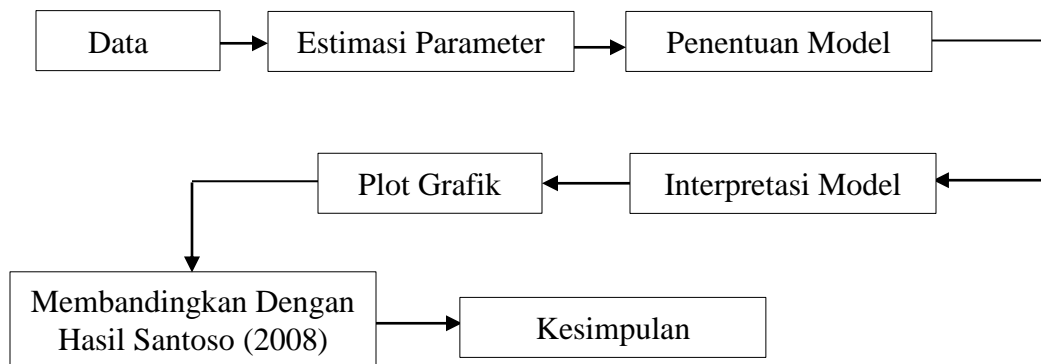 Data
Estimasi Parameter
Penentuan Model
Interpretasi Model
Plot Grafik
Membandingkan Dengan
Hasil Santoso (2008)
Kesimpulan